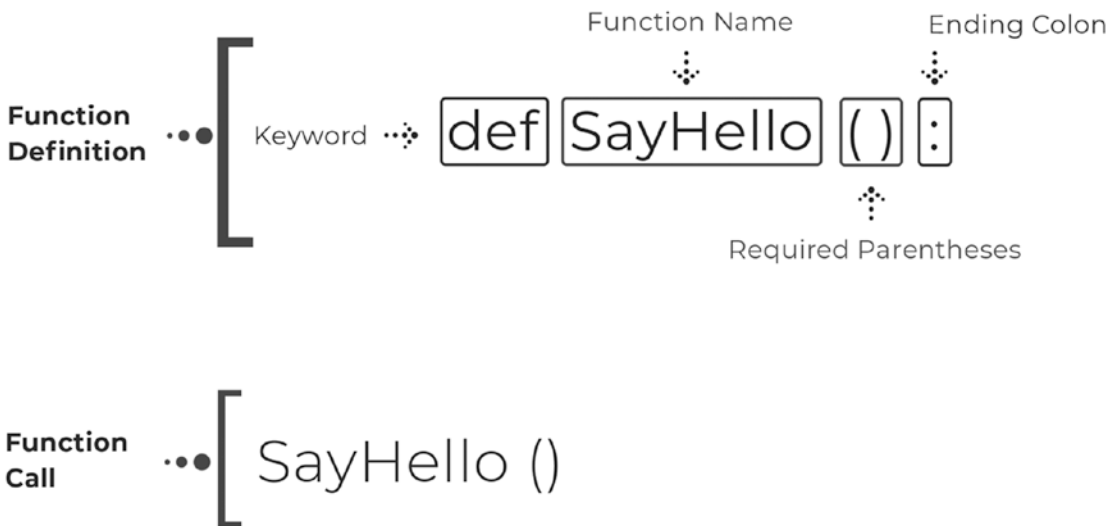 Function Name
Ending Colon
Function
Definition
Keyword
def SayHello () :
Required Parentheses
Function
Call
SayHello ()